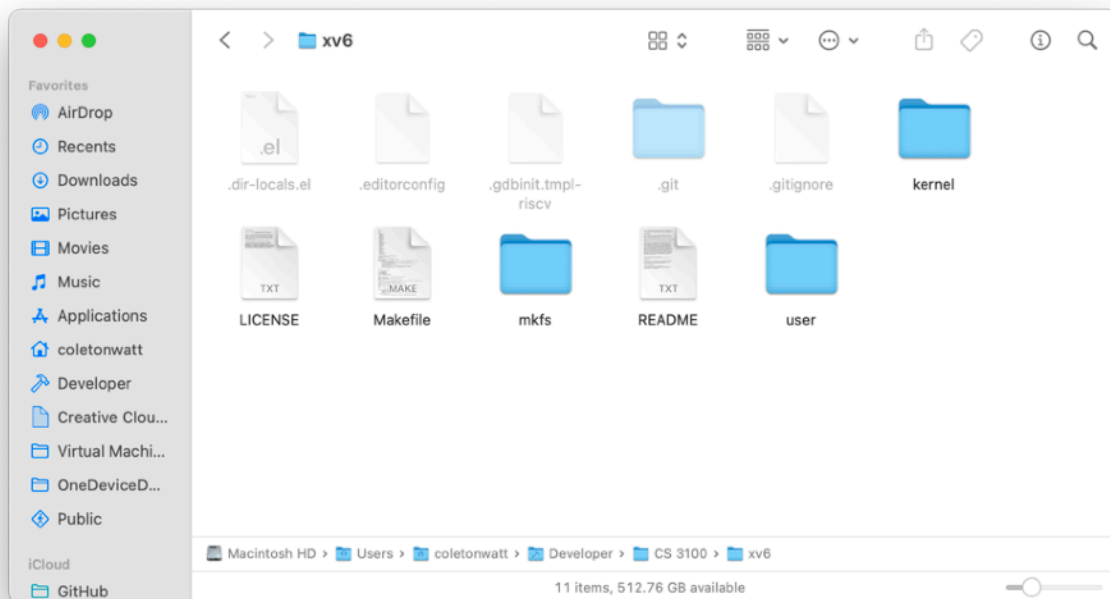 xv6
Favorites
AirDrop
Recents
Downloads
Pictures
Movies
Music
Applications
coletonwatt
Developer
Creative Clou...
Virtual Machi...
OneDeviceD...
Public
iCloud
GitHub
.el
.dir-locals.el
.editorconfig
.gdbinit.tmpl-
riscv
.git
.gitignore
kernel
TXT
LICENSE
MAKE
Makefile
mkfs
TXT
README
user
Macintosh HD › Users › coletonwatt › Developer › CS 3100 › xv6
11 items, 512.76 GB available